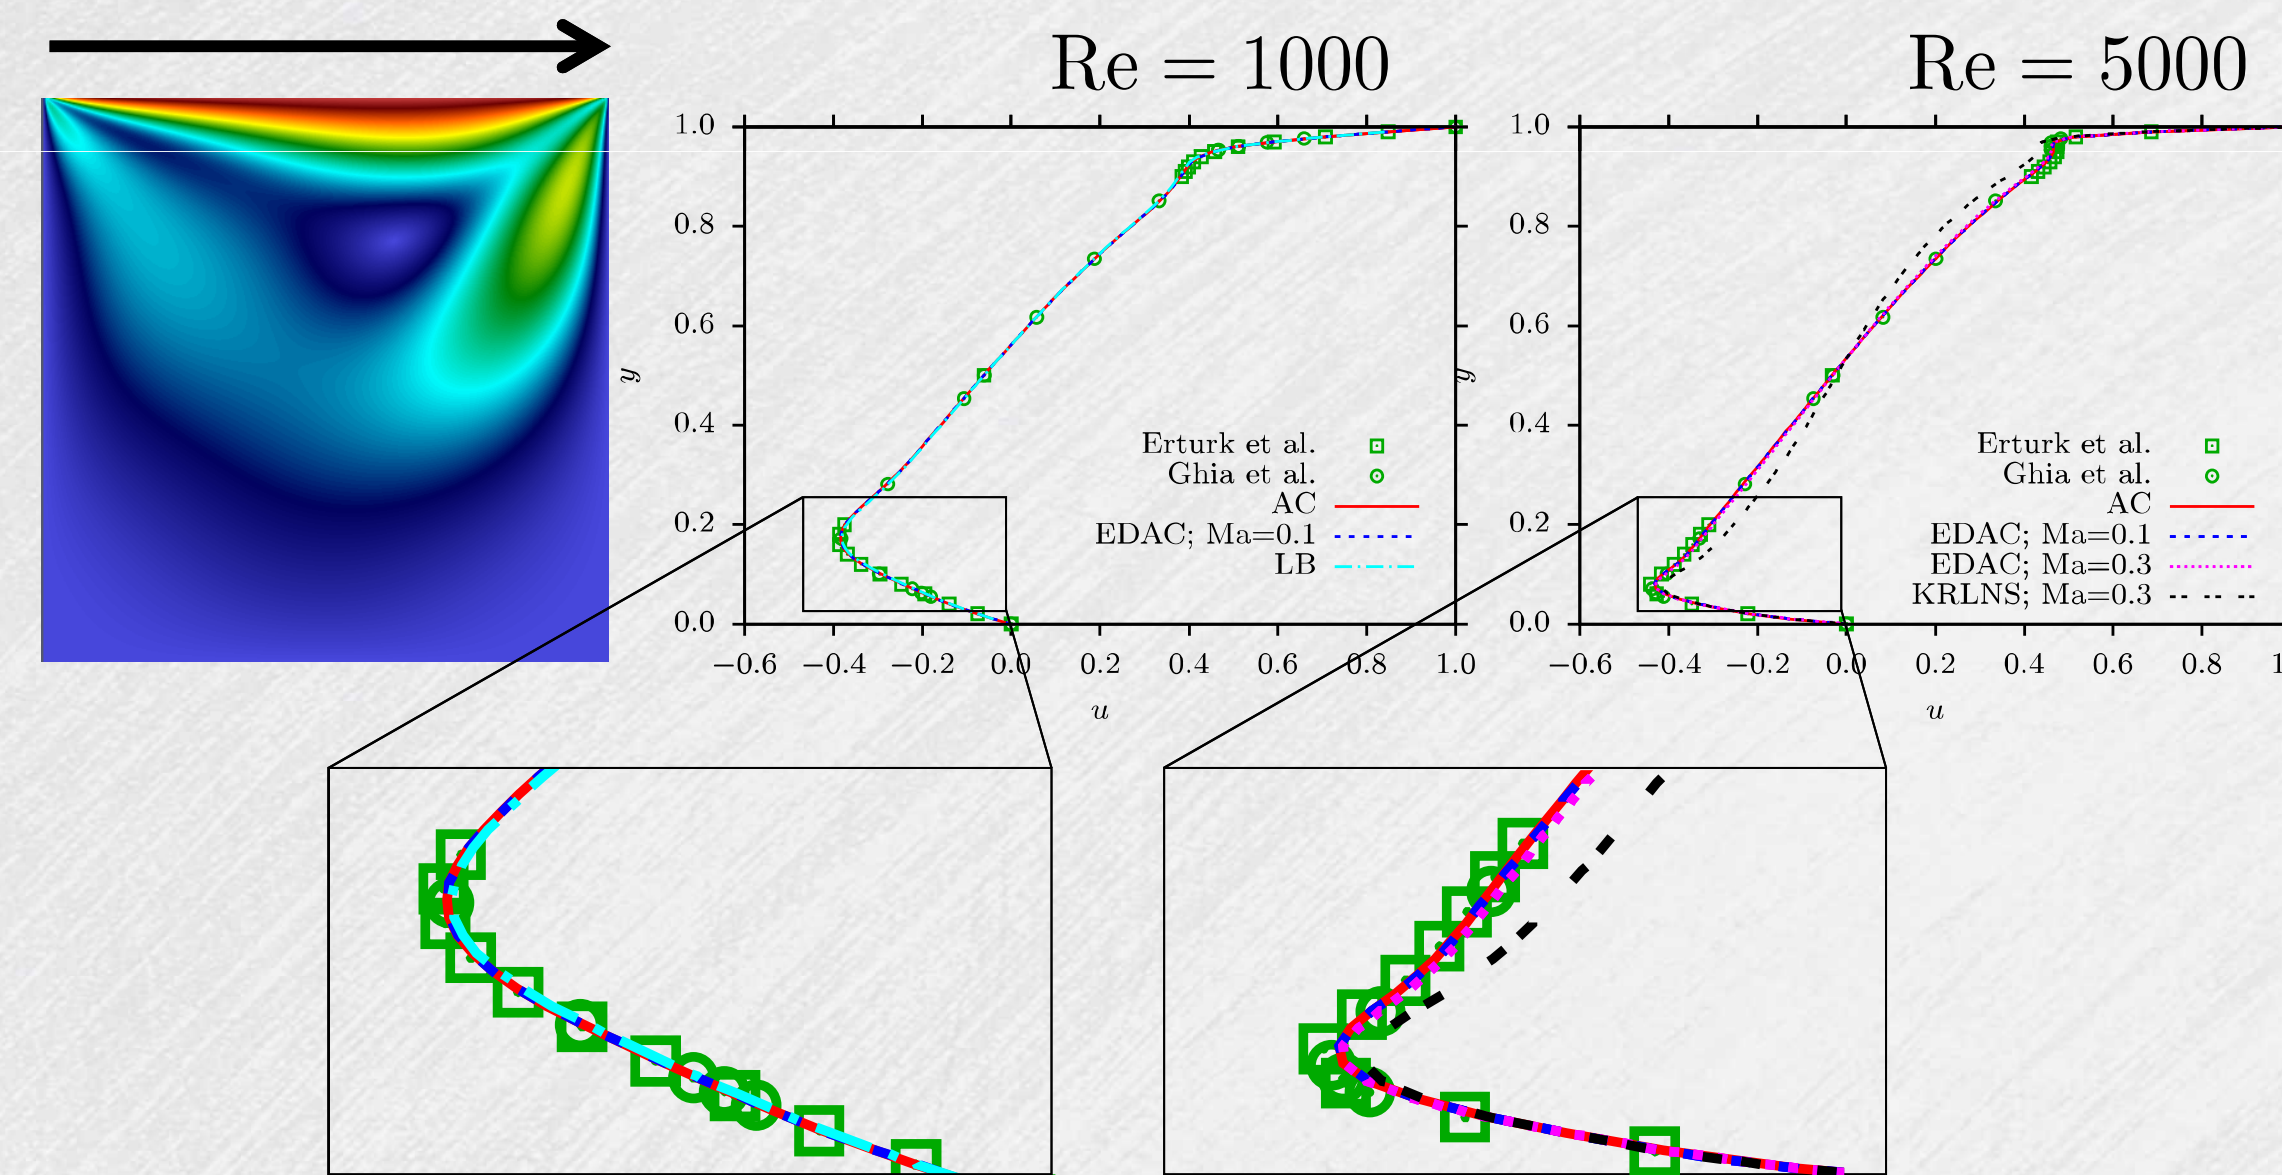 Re = 1000
1.0
0.8
0.6
0.4
0.2
0.0
y
Erturk et al.
Ghia et al.
AC
EDAC; Ma=0.1
LB
−0.6 −0.4 −0.2 0.0 0.2 0.4 0.6 0.8 1.0
u
Re = 5000
1.0
0.8
0.6
0.4
0.2
0.0
y
Erturk et al.
Ghia et al.
AC
EDAC; Ma=0.1
EDAC; Ma=0.3
KRLNS; Ma=0.3
−0.6 −0.4 −0.2 0.0 0.2 0.4 0.6 0.8
u